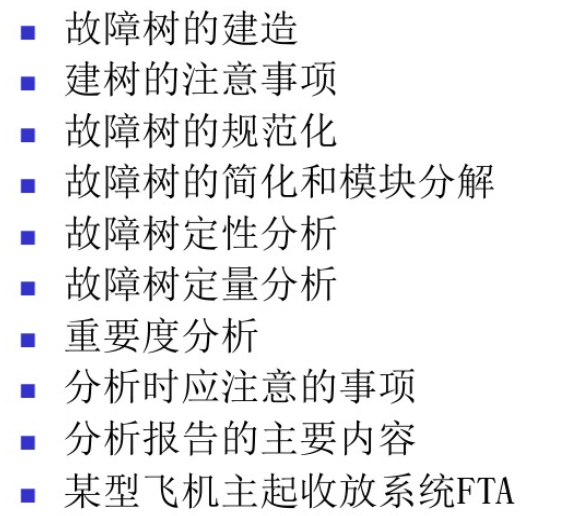 故障树的建造
建树的注意事项
故障树的规范化
故障树的简化和模块分解
故障树定性分析
故障树定量分析
重要度分析
分析时应注意的事项
分析报告的主要内容
某型飞机主起收放系统FTA